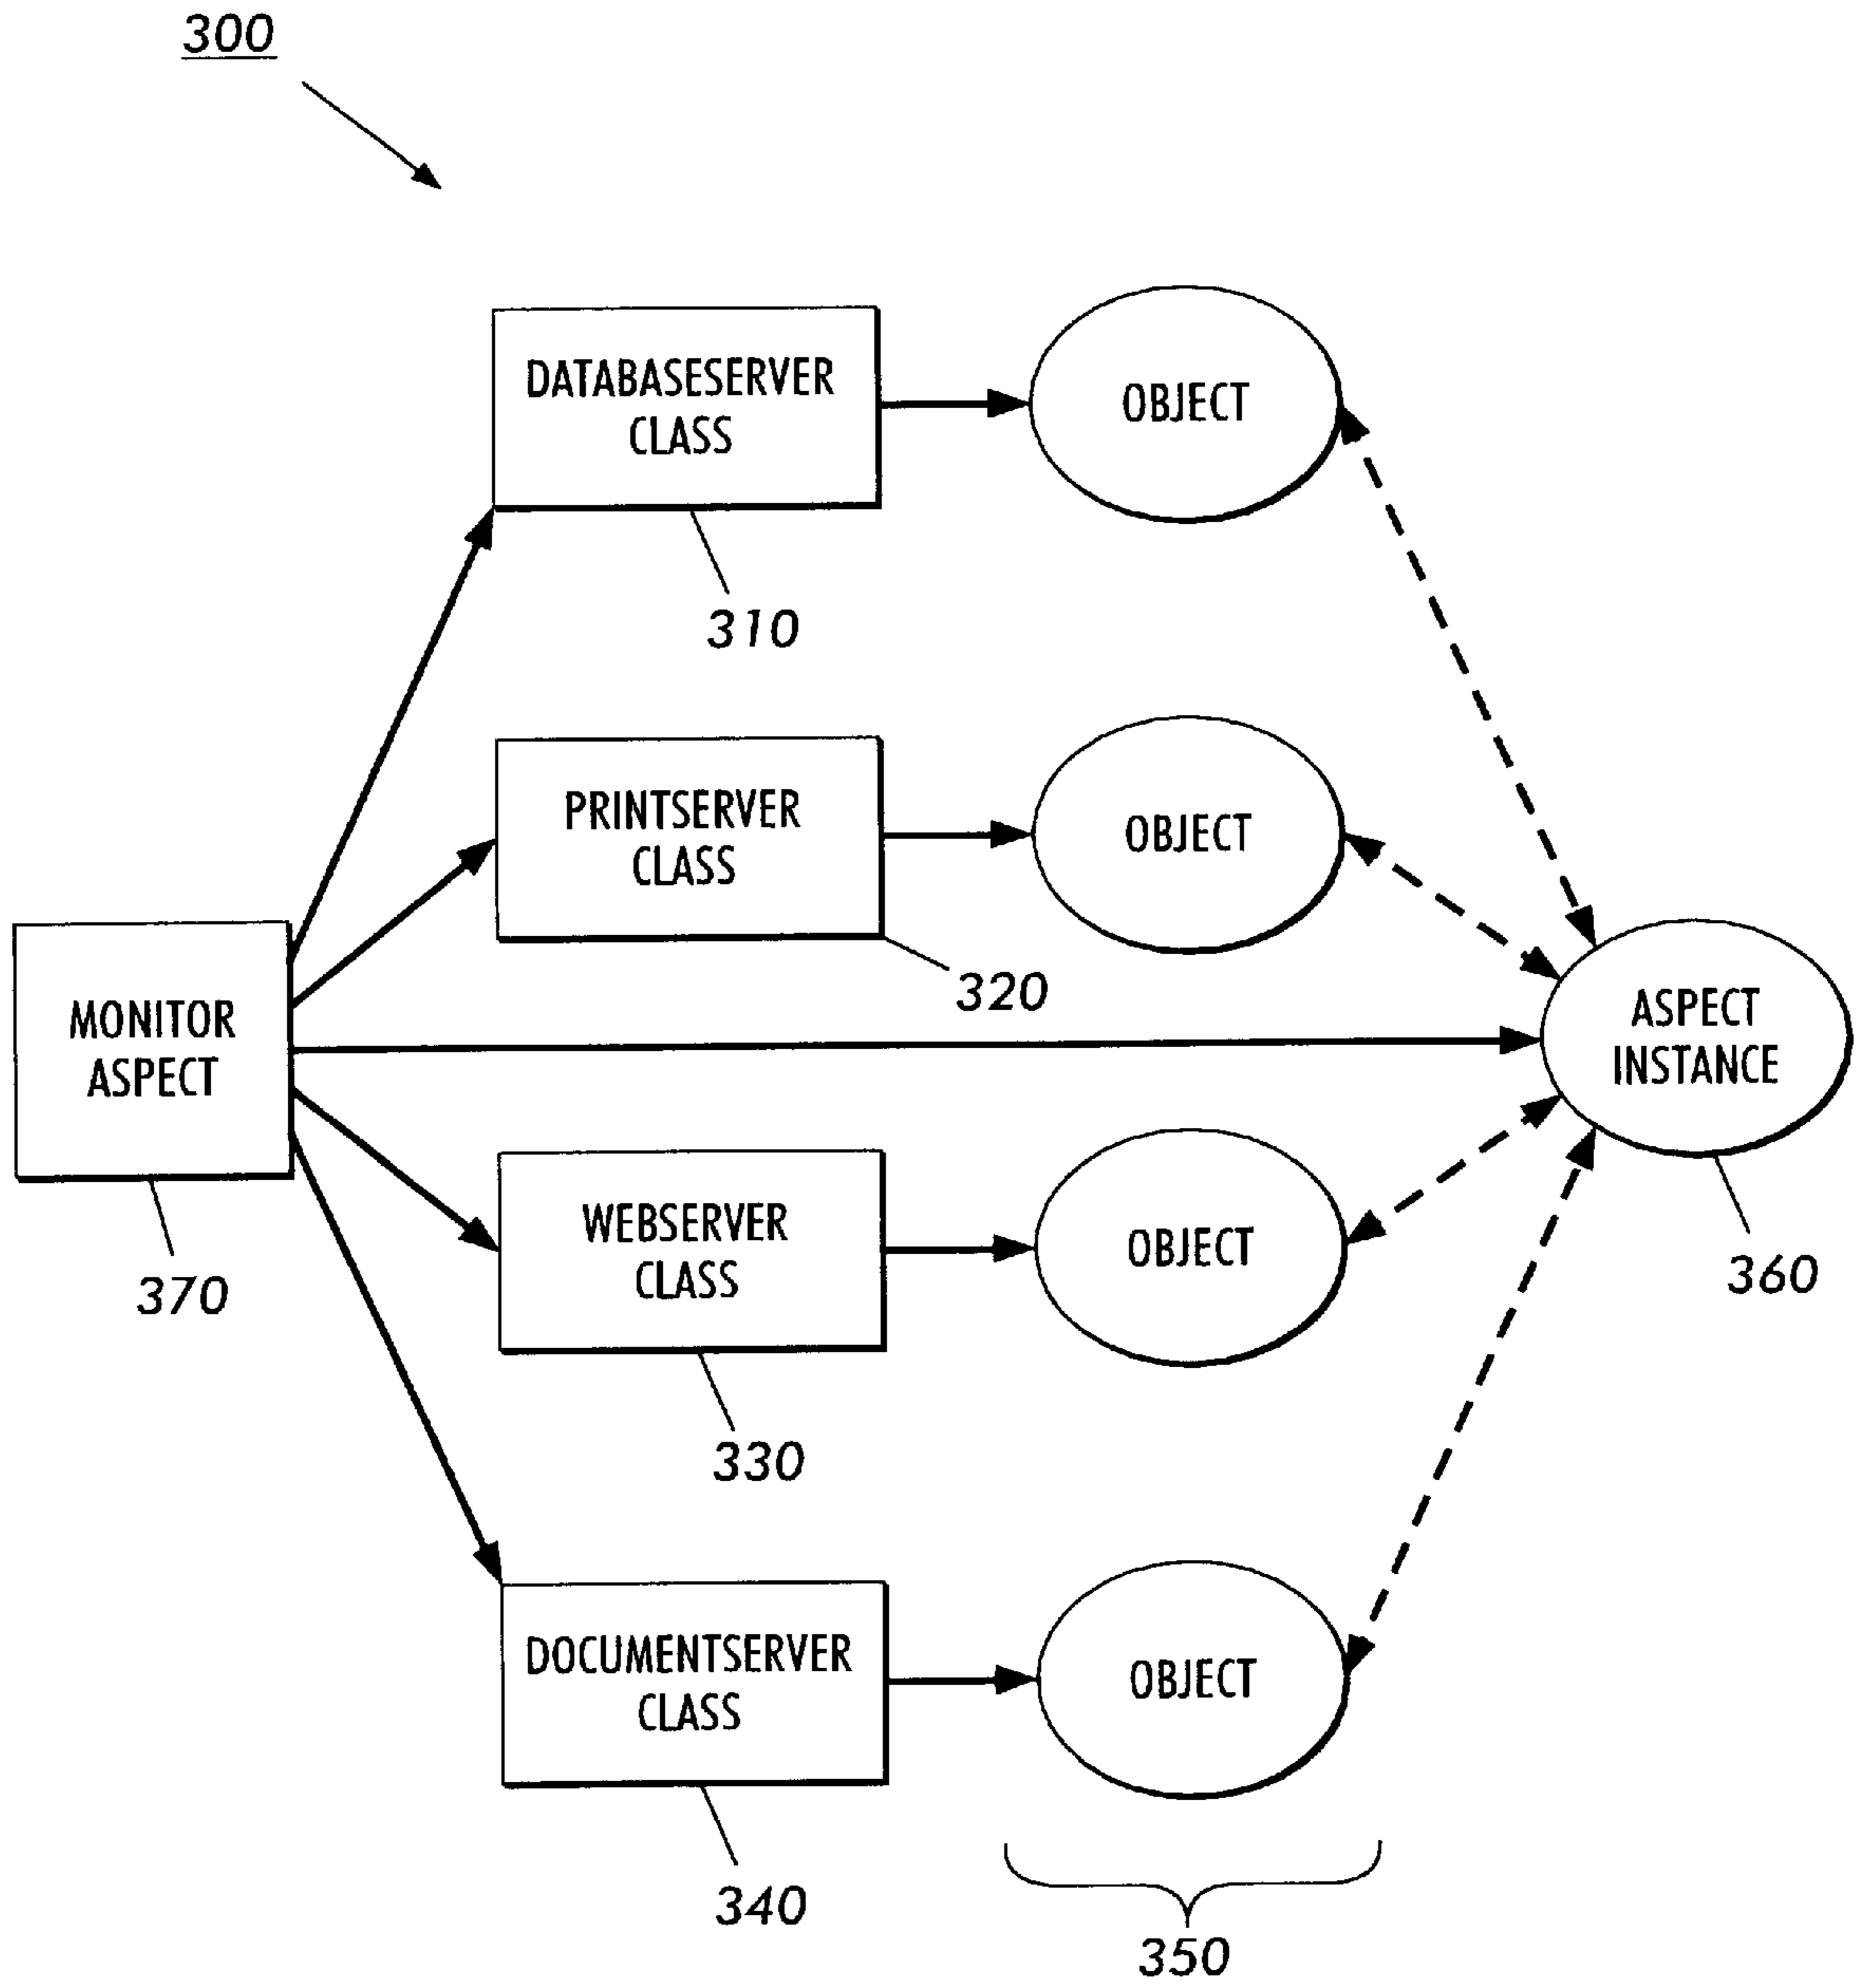 300
DATABASESERVER
CLASS
OBJECT
310
PRINTSERVER
CLASS
OBJECT
320
MONITOR
ASPECT
ASPECT
INSTANCE
370
WEBSERVER
CLASS
OBJECT
360
330
DOCUMENTSERVER
CLASS
OBJECT
340
350